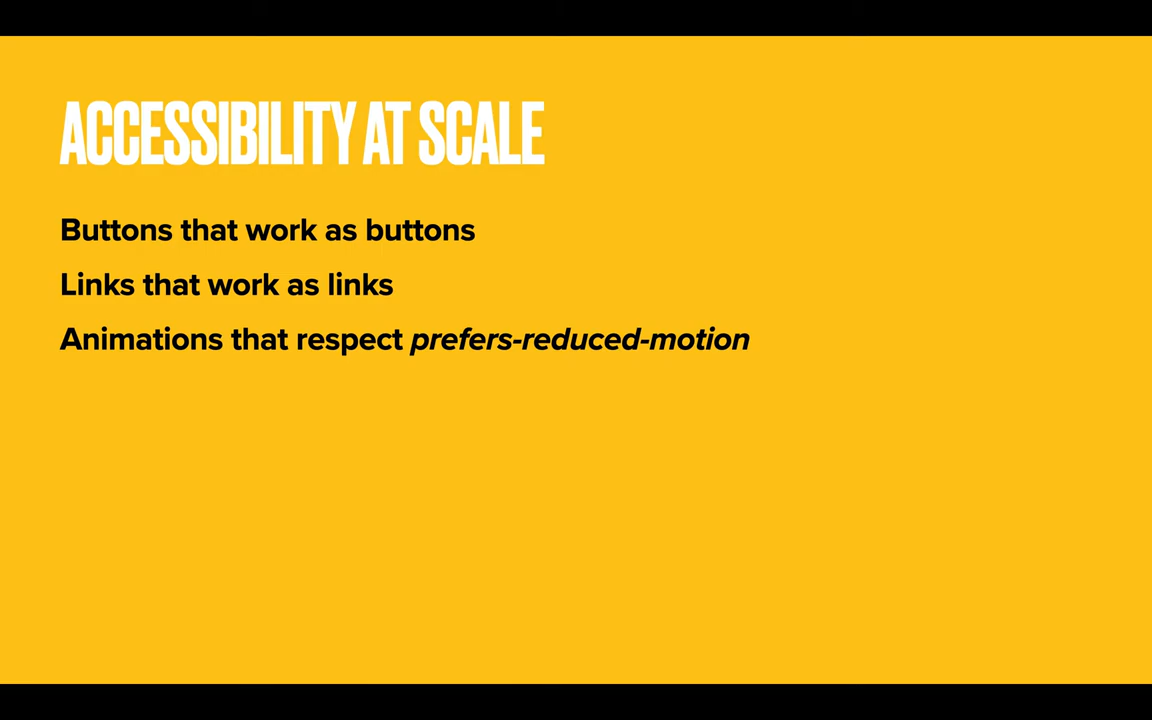 ACCESSIBILITY AT SCALE
Buttons that work as buttons
Links that work as links
Animations that respect prefers-reduced-motion